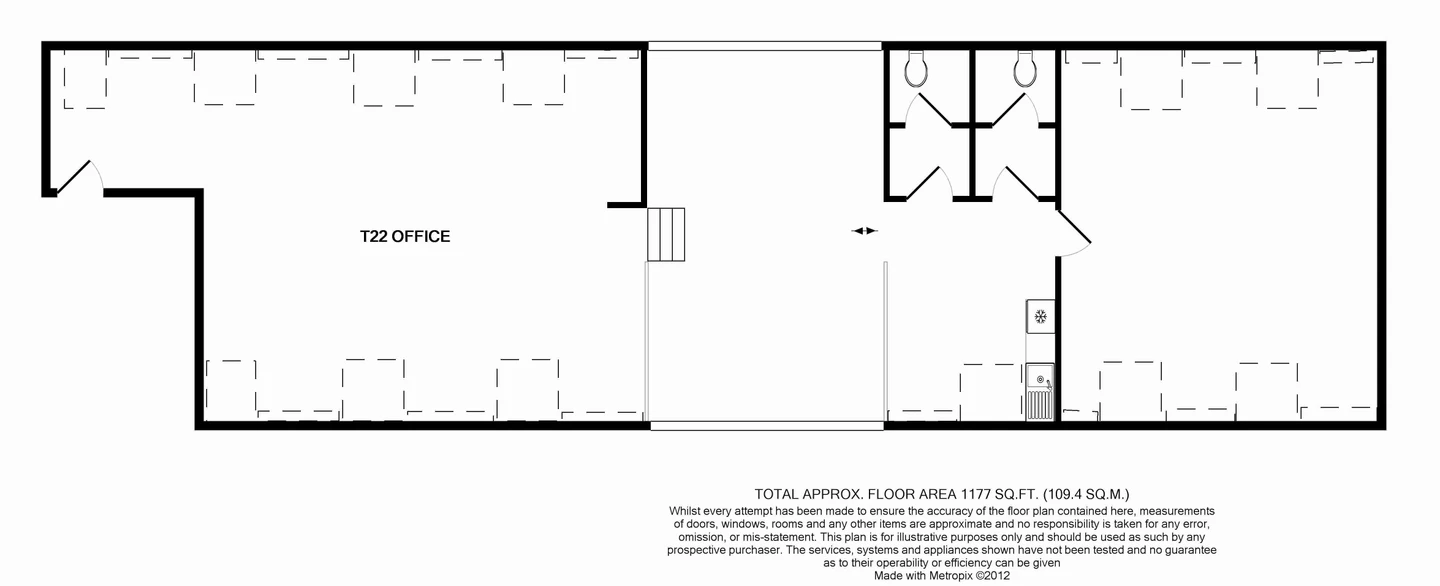 T22 OFFICE
TOTAL APPROX. FLOOR AREA 1177 SQ.FT. (109.4 SQ.M.)
Whilst every attempt has been made to ensure the accuracy of the floor plan contained here, measurements
of doors, windows, rooms and any other items are approximate and no responsibility is taken for any error,
omission, or mis-statement. This plan is for illustrative purposes only and should be used as such by any
prospective purchaser. The services, systems and appliances shown have not been tested and no guarantee
as to their operability or efficiency can be given
Made with Metropix ©2012